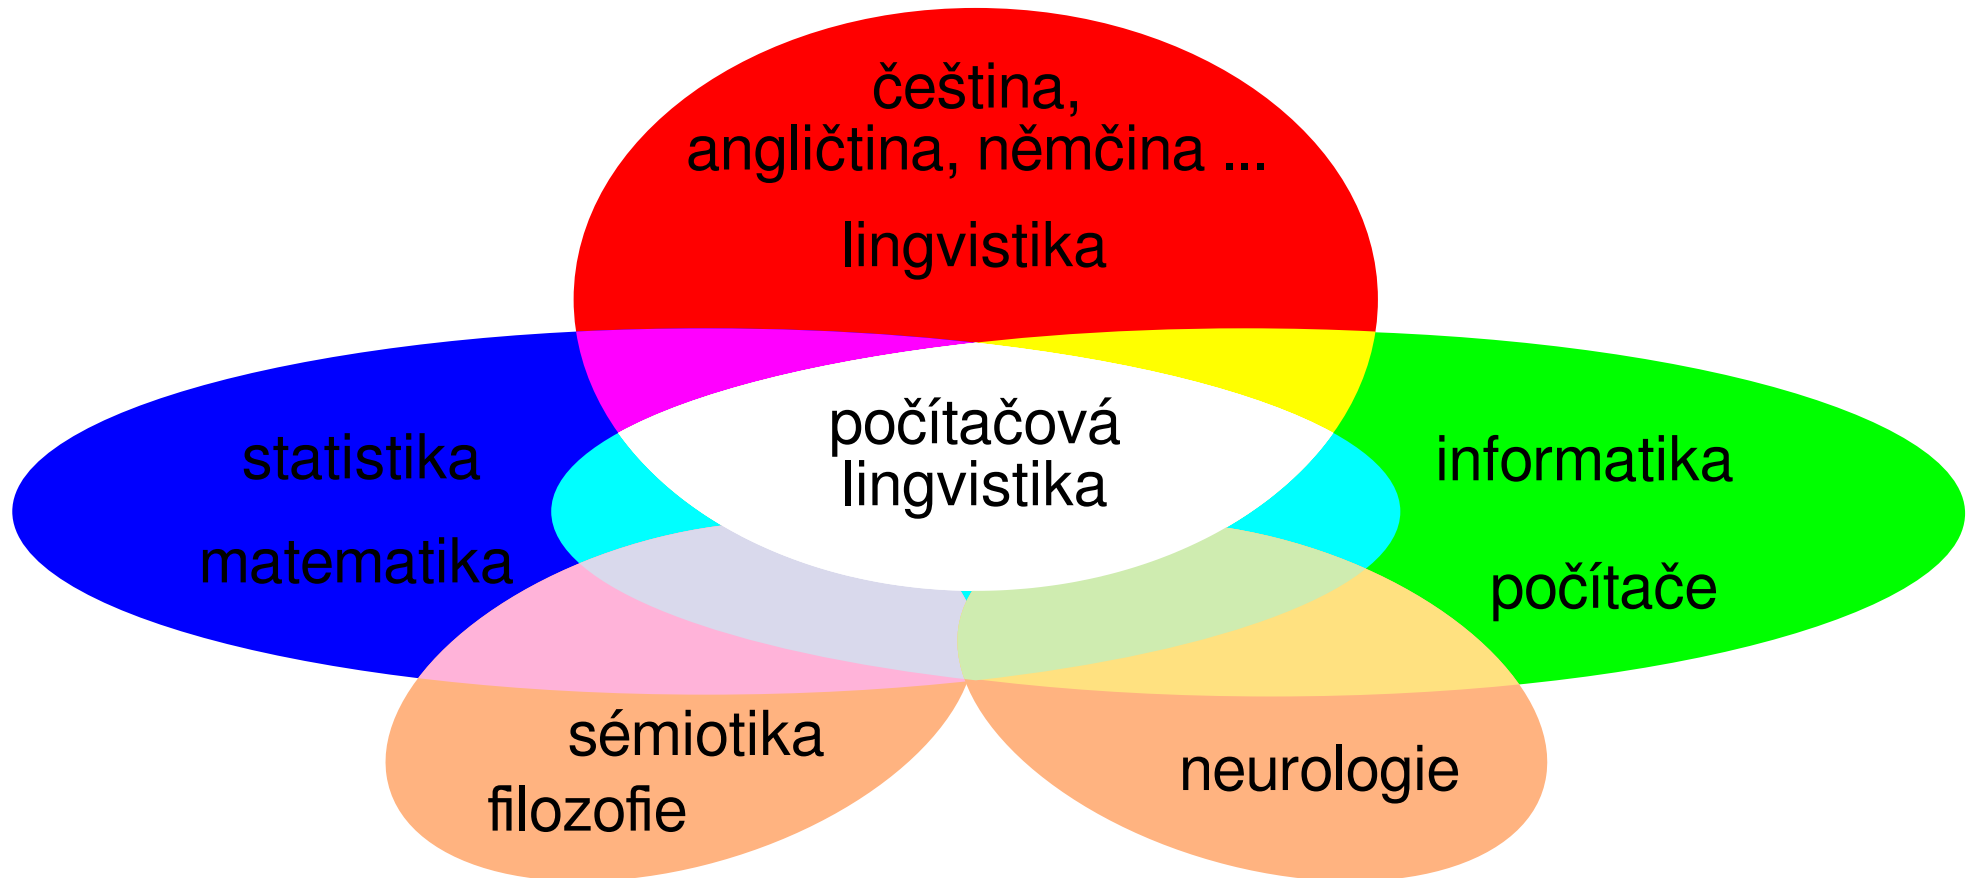 čeština,
angličtina, němčina ...
lingvistika
počítačová
lingvistika
statistika
matematika
informatika
počítače
sémiotika
filozofie
neurologie